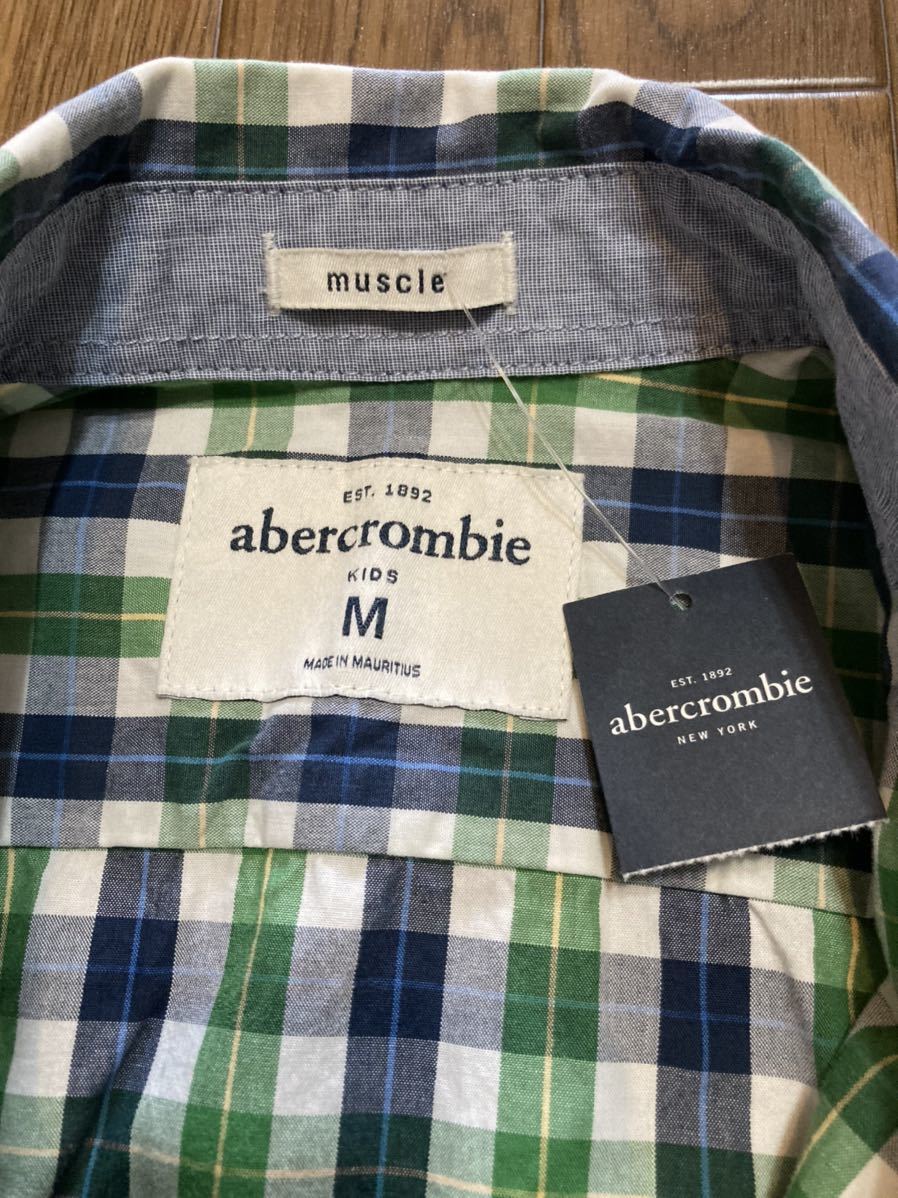 muscle
EST. 1892
abercrombie
KIDS
M
MADE IN MAURITIUS
EST. 1892
abercrombie
NEW YORK